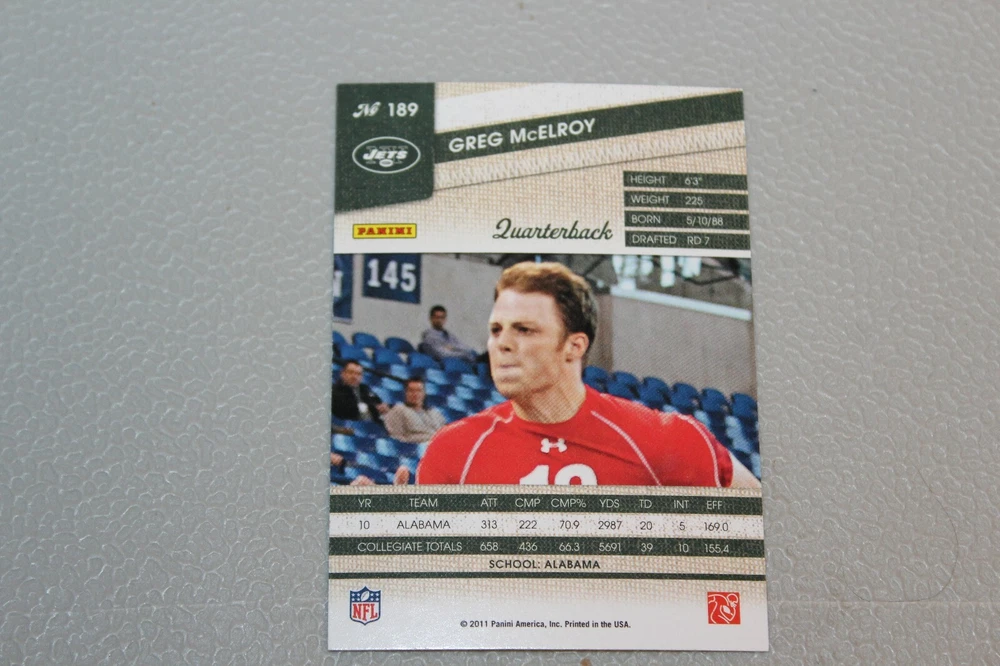 No 189
JETS
GREG McELROY
HEIGHT 6'3"
WEIGHT 225
BORN 5/10/88
DRAFTED RD 7
PANINI
Quarterback
145
12
YR TEAM ATT CMP CMP% YDS TD INT EFF
10 ALABAMA 313 222 70.9 2987 20 5 169.0
COLLEGIATE TOTALS 658 436 66.3 5691 39 10 155.4
SCHOOL: ALABAMA
NFL
© 2011 Panini America, Inc. Printed in the USA.